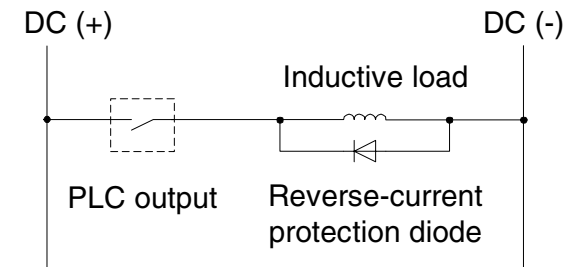 DC (+)
DC (-)
Inductive load
PLC output
Reverse-current
protection diode